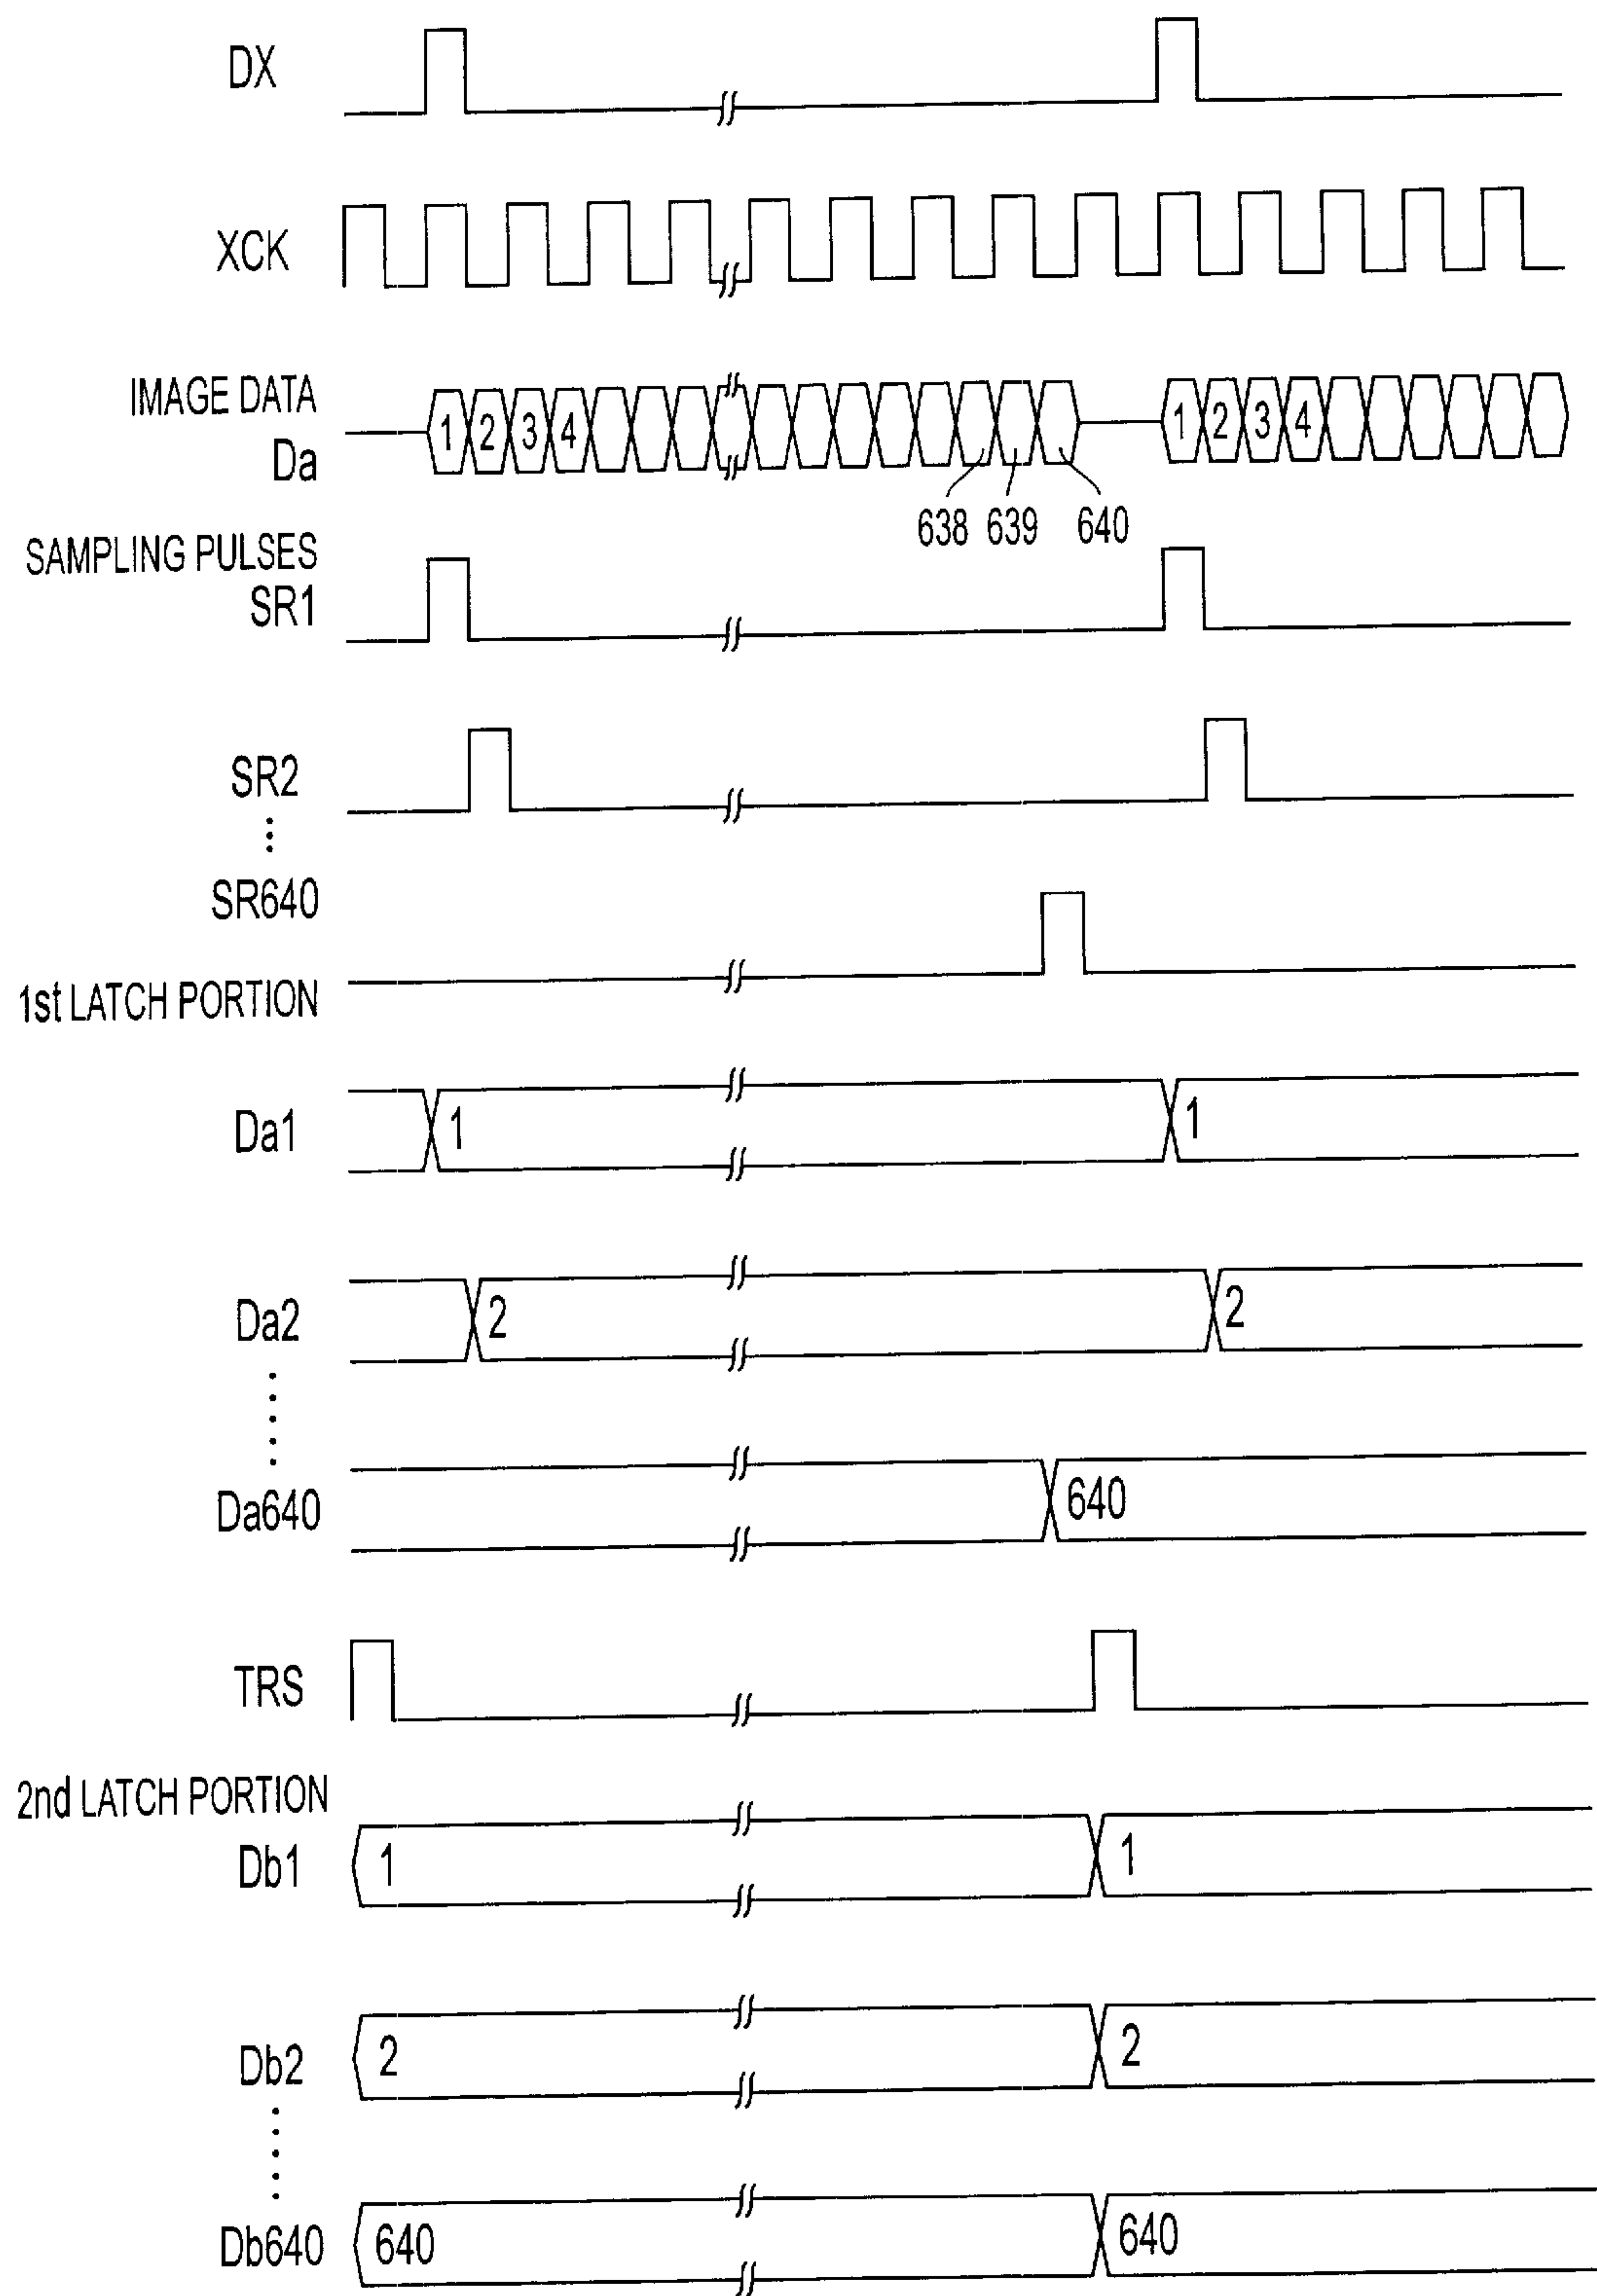 DX
XCK
IMAGE DATA
Da
1 2 3 4 1 2 3 4
638 639 640
SAMPLING PULSES
SR1
SR2
SR640
1st LATCH PORTION
Da1 1 1
Da2 2 2
Da640 640
TRS
2nd LATCH PORTION
Db1 1 1
Db2 2 2
Db640 640 640